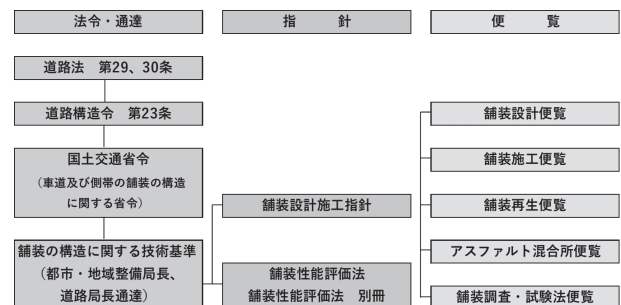 法令・通達
指　針
便　覧
道路法　第29、30条
道路構造令　第23条
国土交通省令
（車道及び側帯の舗装の構造
に関する省令）
舗装の構造に関する技術基準
（都市・地域整備局長、
道路局長通達）
舗装設計施工指針
舗装性能評価法
舗装性能評価法　別冊
舗装設計便覧
舗装施工便覧
舗装再生便覧
アスファルト混合所便覧
舗装調査・試験法便覧